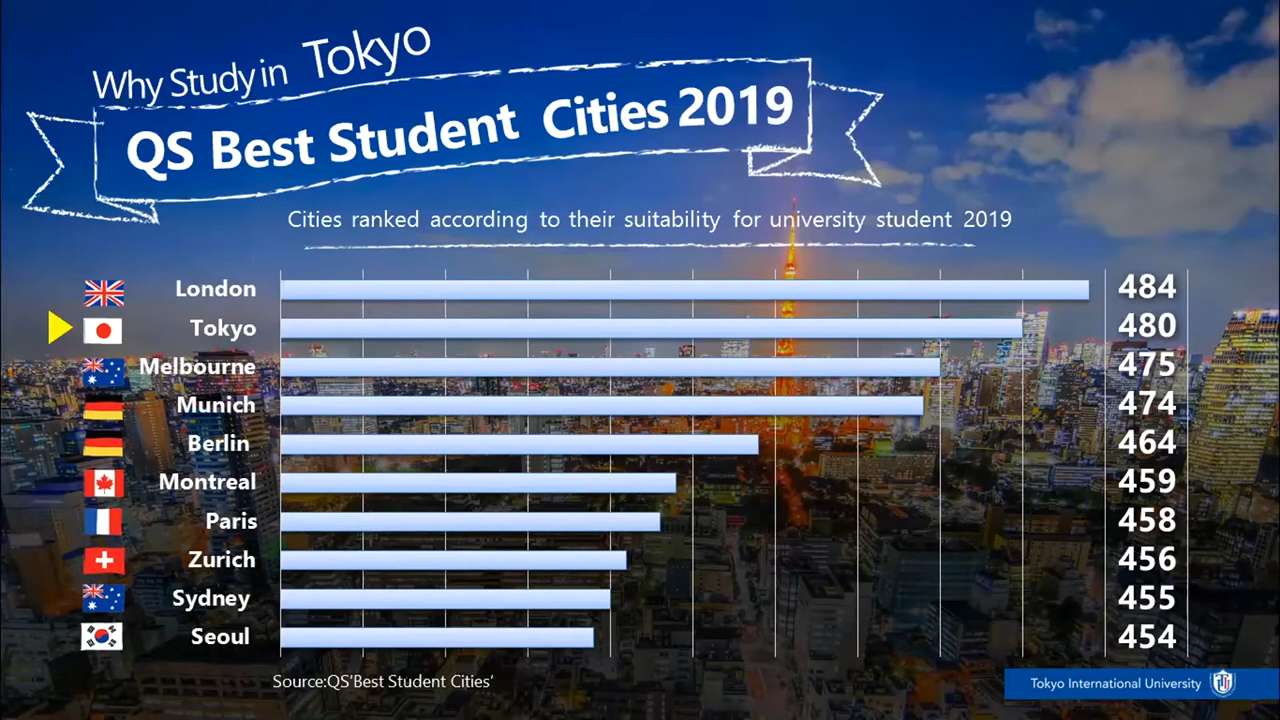 Why Study in Tokyo
QS Best Student Cities 2019
Cities ranked according to their suitability for university student 2019
London 484
Tokyo 480
Melbourne 475
Munich 474
Berlin 464
Montreal 459
Paris 458
Zurich 456
Sydney 455
Seoul 454
Source:QS'Best Student Cities'
Tokyo International University